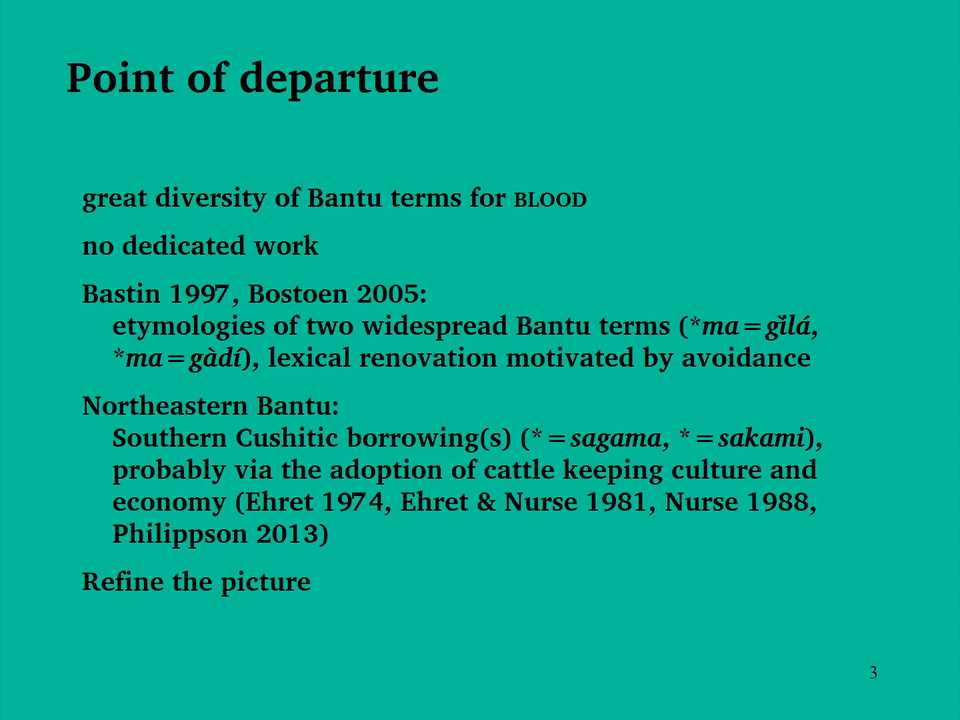 Point of departure
great diversity of Bantu terms for BLOOD
no dedicated work
Bastin 1997, Bostoen 2005:
etymologies of two widespread Bantu terms (*ma=gǐlá,
*ma=gàdí), lexical renovation motivated by avoidance
Northeastern Bantu:
Southern Cushitic borrowing(s) (*=sagama, *=sakami),
probably via the adoption of cattle keeping culture and
economy (Ehret 1974, Ehret & Nurse 1981, Nurse 1988,
Philippson 2013)
Refine the picture
3